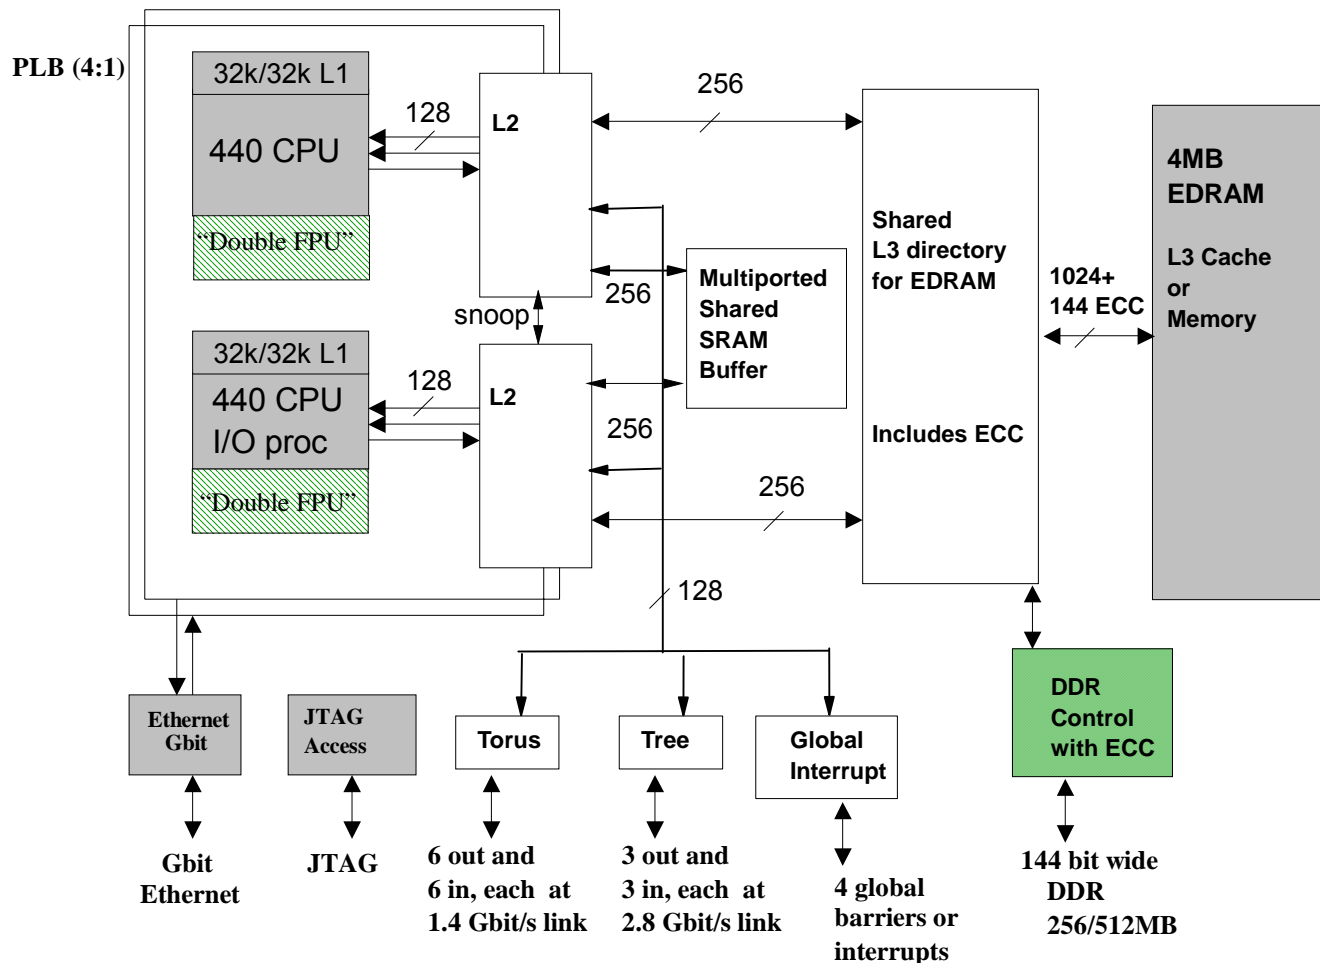 PLB (4:1)
32k/32k L1
440 CPU
“Double FPU”
128
L2
256
snoop
32k/32k L1
440 CPU
I/O proc
“Double FPU”
128
L2
256
256
Multiported
Shared
SRAM
Buffer
256
128
Shared
L3 directory
for EDRAM
Includes ECC
1024+
144 ECC
4MB
EDRAM
L3 Cache
or
Memory
Ethernet
Gbit
JTAG
Access
Torus
Tree
Global
Interrupt
DDR
Control
with ECC
Gbit
Ethernet
JTAG
6 out and
6 in, each at
1.4 Gbit/s link
3 out and
3 in, each at
2.8 Gbit/s link
4 global
barriers or
interrupts
144 bit wide
DDR
256/512MB